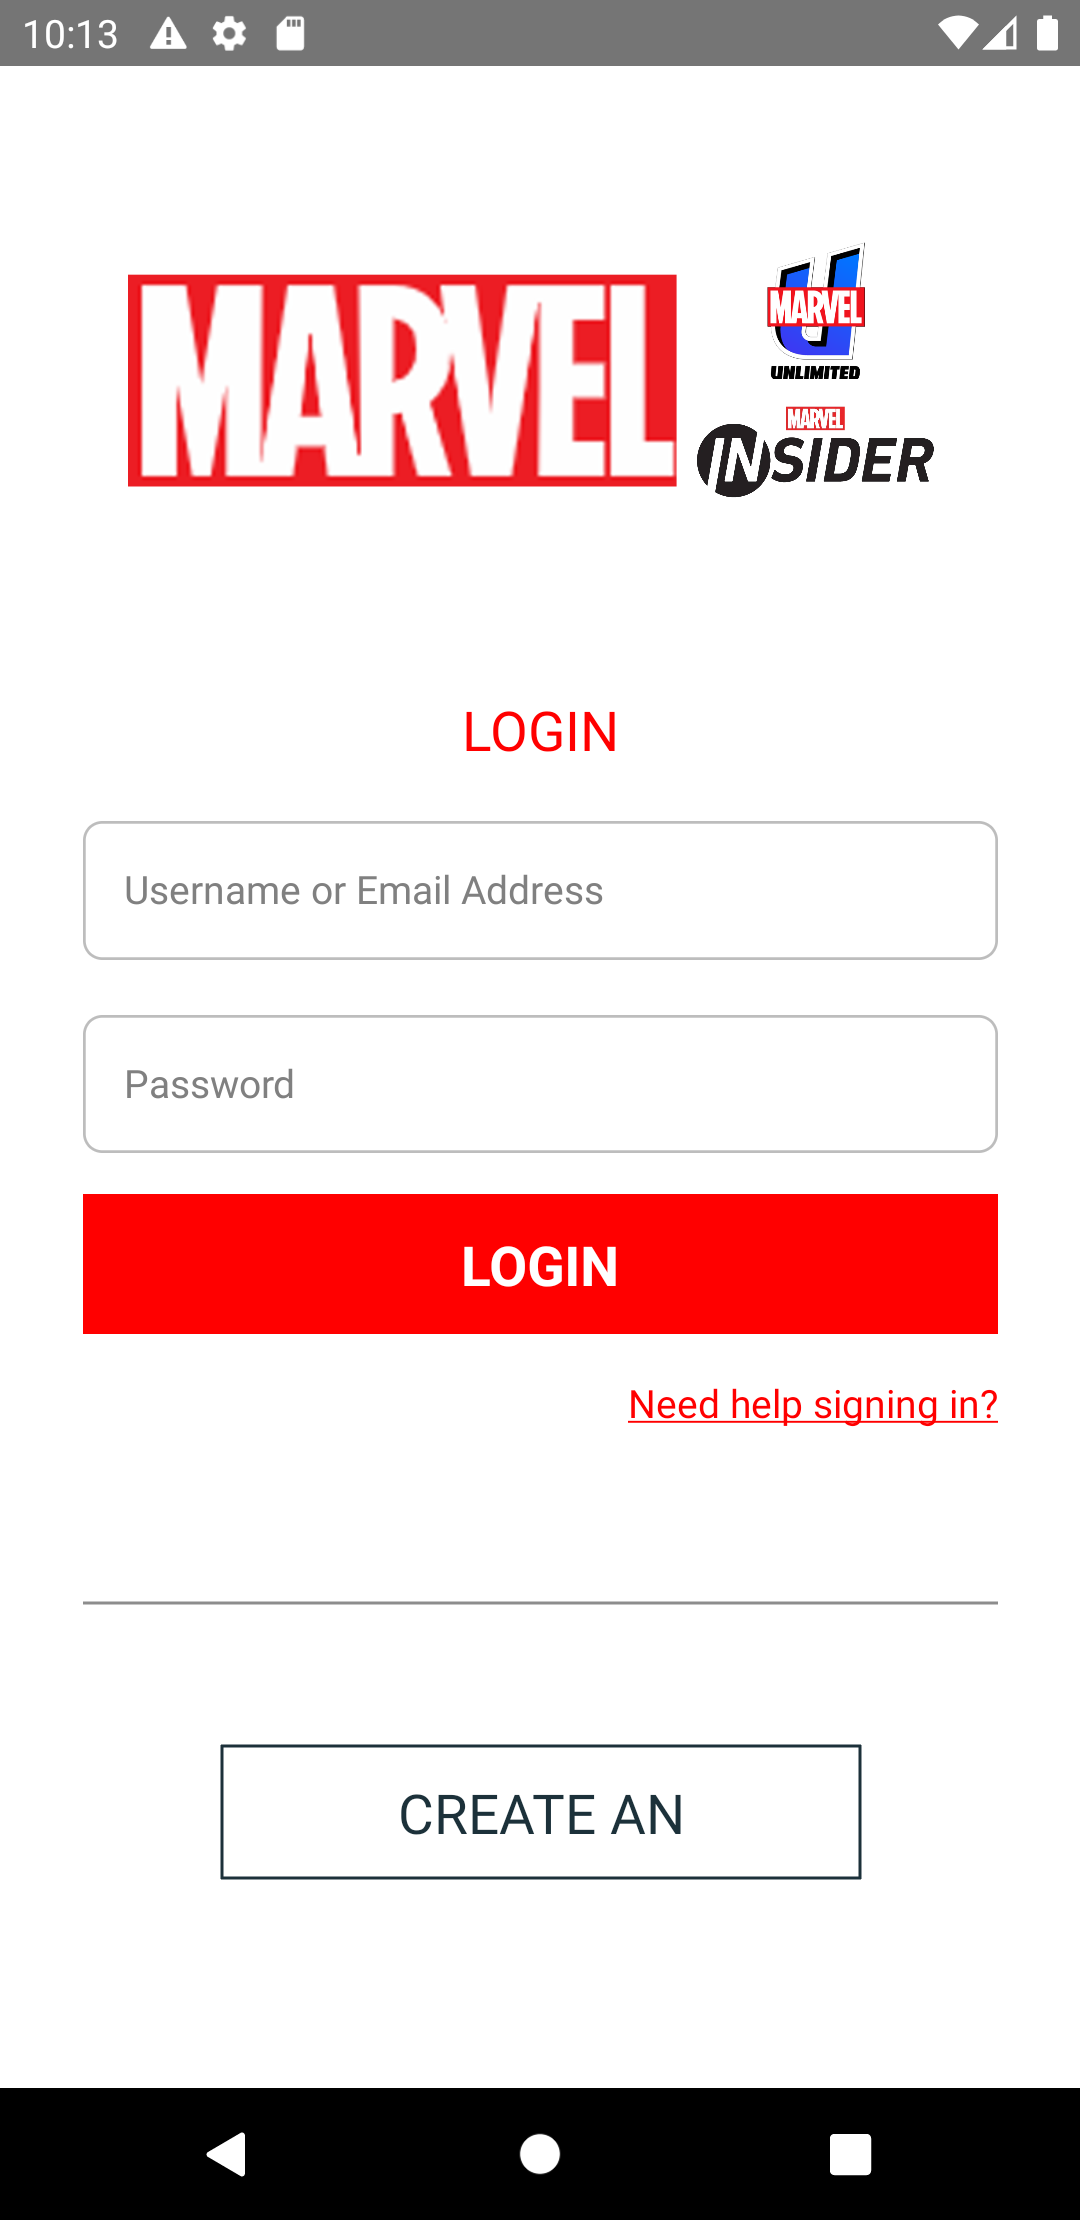 10:13
MARVEL
MARVEL
UNLIMITED
MARVEL
INSIDER
LOGIN
Username or Email Address
Password
LOGIN
Need help signing in?
CREATE AN